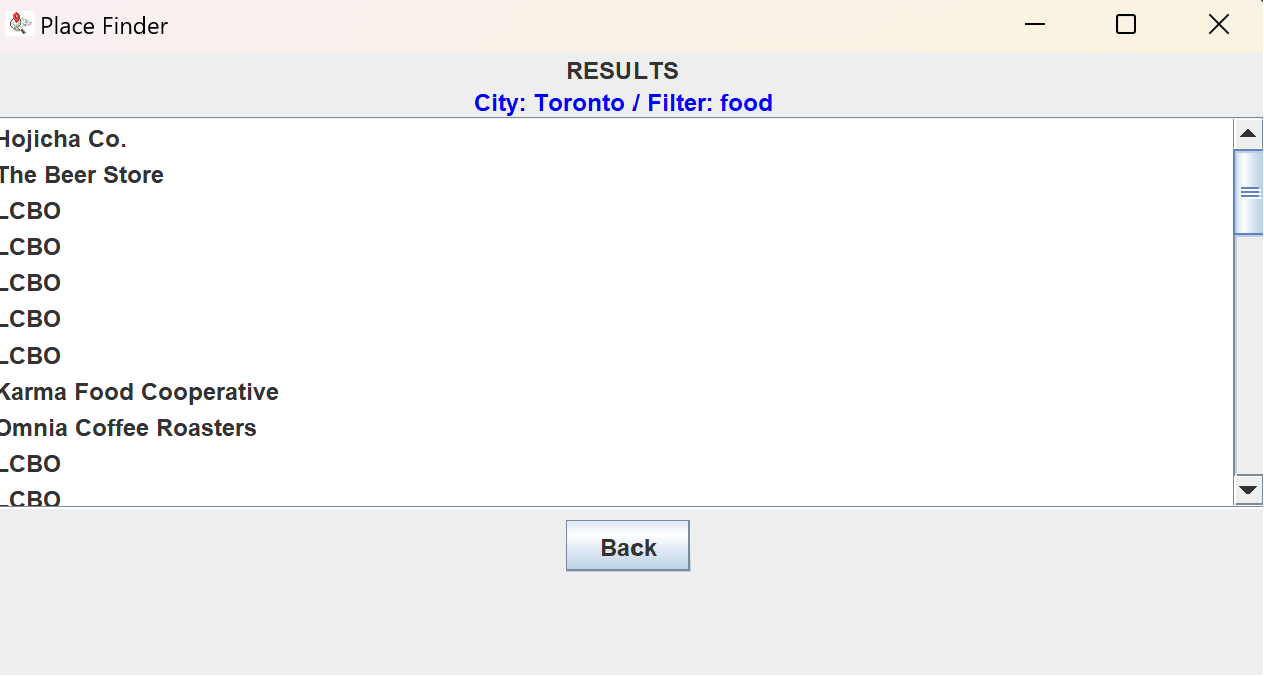 Place Finder
RESULTS
City: Toronto / Filter: food
Hojicha Co.
The Beer Store
LCBO
LCBO
LCBO
LCBO
LCBO
Karma Food Cooperative
Omnia Coffee Roasters
LCBO
LCBO
Back